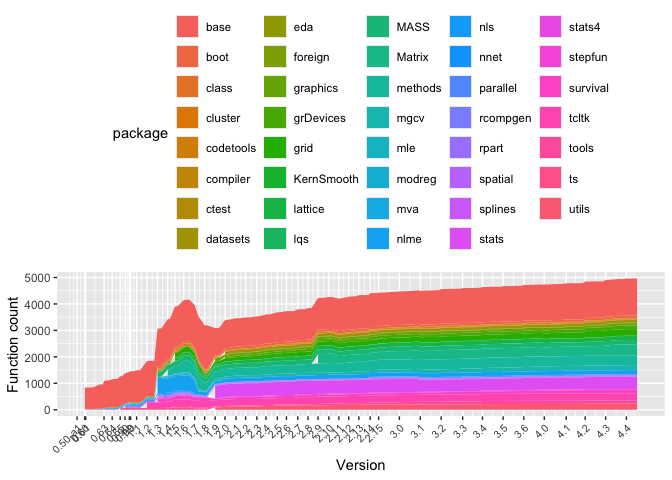 package
base
boot
class
cluster
codetools
compiler
ctest
datasets
eda
foreign
graphics
grDevices
grid
KernSmooth
lattice
lqs
MASS
Matrix
methods
mgcv
mle
modreg
mva
nlme
nls
nnet
parallel
rcompgen
rpart
spatial
splines
stats
stats4
stepfun
survival
tcltk
tools
ts
utils
Function count
5000
4000
3000
2000
1000
0
0.60
0.63
1.2
1.3
1.4
1.5
1.6
1.7
1.8
1.9
2.0
2.1
2.2
2.3
2.4
2.5
2.6
2.7
2.8
2.9
2.10
2.11
2.12
2.13
2.14
2.15
3.0
3.1
3.2
3.3
3.4
3.5
3.6
4.0
4.1
4.2
4.3
4.4
Version